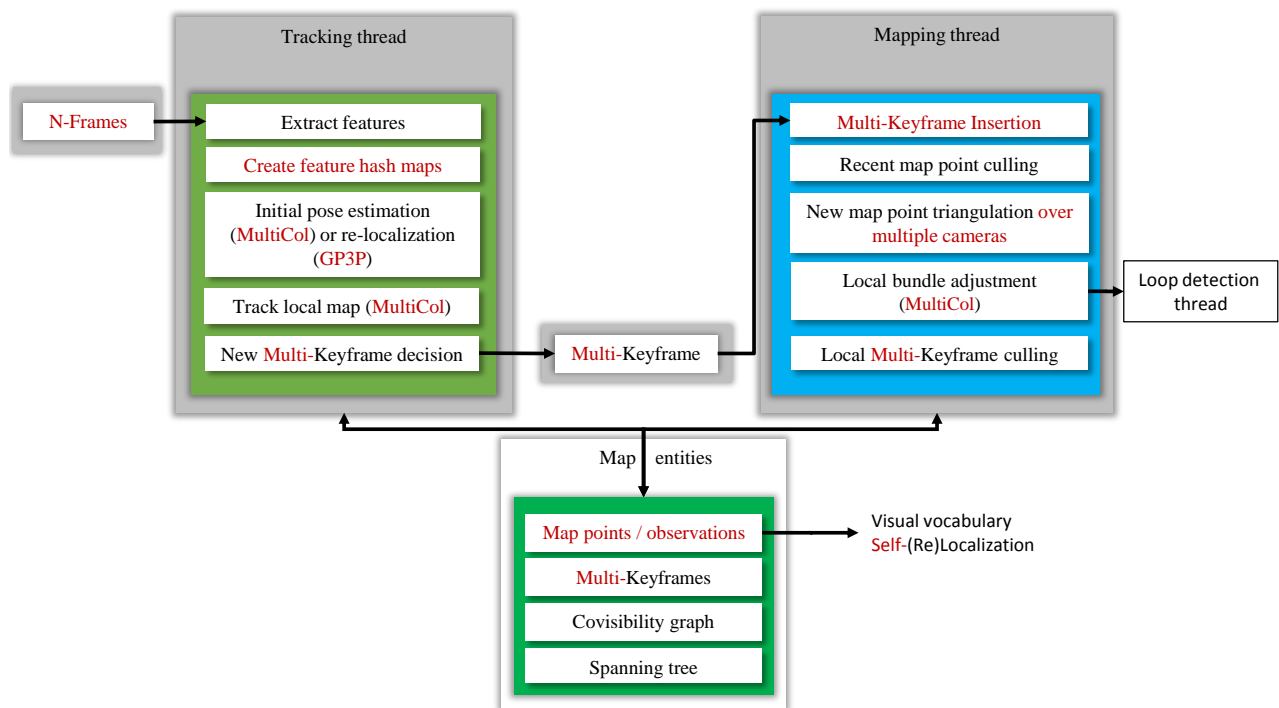 Tracking thread
N-Frames
Extract features
Create feature hash maps
Initial pose estimation
(MultiCol) or re-localization
(GP3P)
Track local map (MultiCol)
New Multi-Keyframe decision
Multi-Keyframe
Mapping thread
Multi-Keyframe Insertion
Recent map point culling
New map point triangulation over
multiple cameras
Local bundle adjustment
(MultiCol)
Local Multi-Keyframe culling
Loop detection
thread
Map entities
Map points / observations
Multi-Keyframes
Covisibility graph
Spanning tree
Visual vocabulary
Self-(Re)Localization